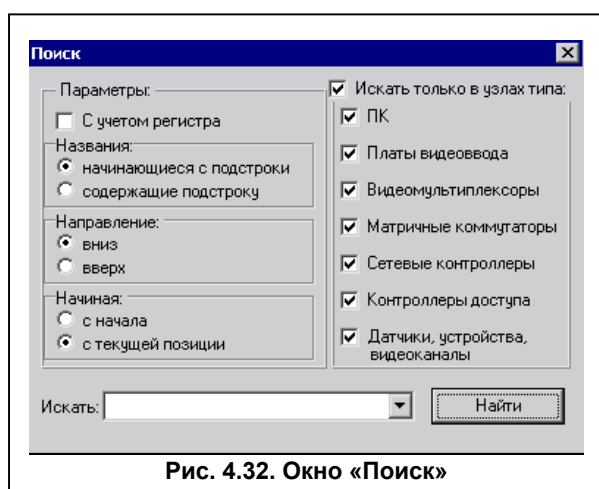 Поиск
Параметры:
С учетом регистра
Названия:
начинающиеся с подстроки
содержащие подстроку
Направление:
вниз
вверх
Начиная:
с начала
с текущей позиции
Искать только в узлах типа:
ПК
Платы видеоввода
Видеомультиплексоры
Матричные коммутаторы
Сетевые контроллеры
Контроллеры доступа
Датчики, устройства,
видеоканалы
Искать:
Найти
Рис. 4.32. Окно «Поиск»